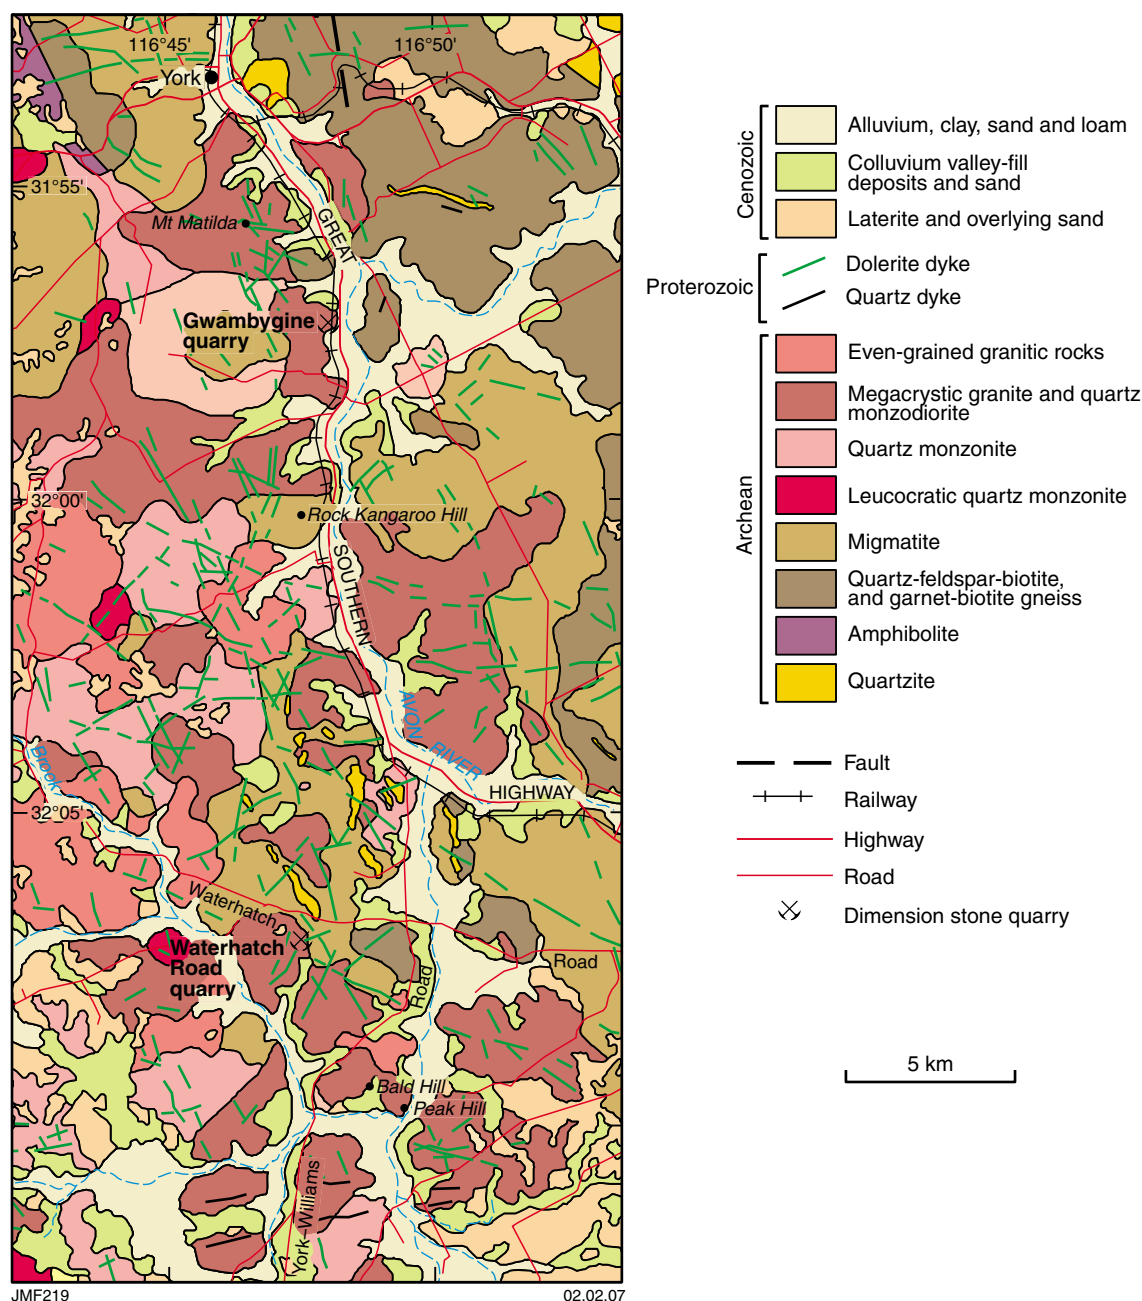 116°45'
116°50'
York
31°55'
Mt Matilda
GREAT
Gwambygine
quarry
32°00'
Rock Kangaroo Hill
SOUTHERN
AVON
RIVER
Brook
HIGHWAY
32°05'
Waterhatch
Waterhatch
Road
quarry
Road
Road
Bald Hill
Peak Hill
York–Williams
JMF219
02.02.07
Cenozoic
Alluvium, clay, sand and loam
Colluvium valley-fill
deposits and sand
Laterite and overlying sand
Proterozoic
Dolerite dyke
Quartz dyke
Archean
Even-grained granitic rocks
Megacrystic granite and quartz
monzodiorite
Quartz monzonite
Leucocratic quartz monzonite
Migmatite
Quartz-feldspar-biotite,
and garnet-biotite gneiss
Amphibolite
Quartzite
Fault
Railway
Highway
Road
Dimension stone quarry
5 km